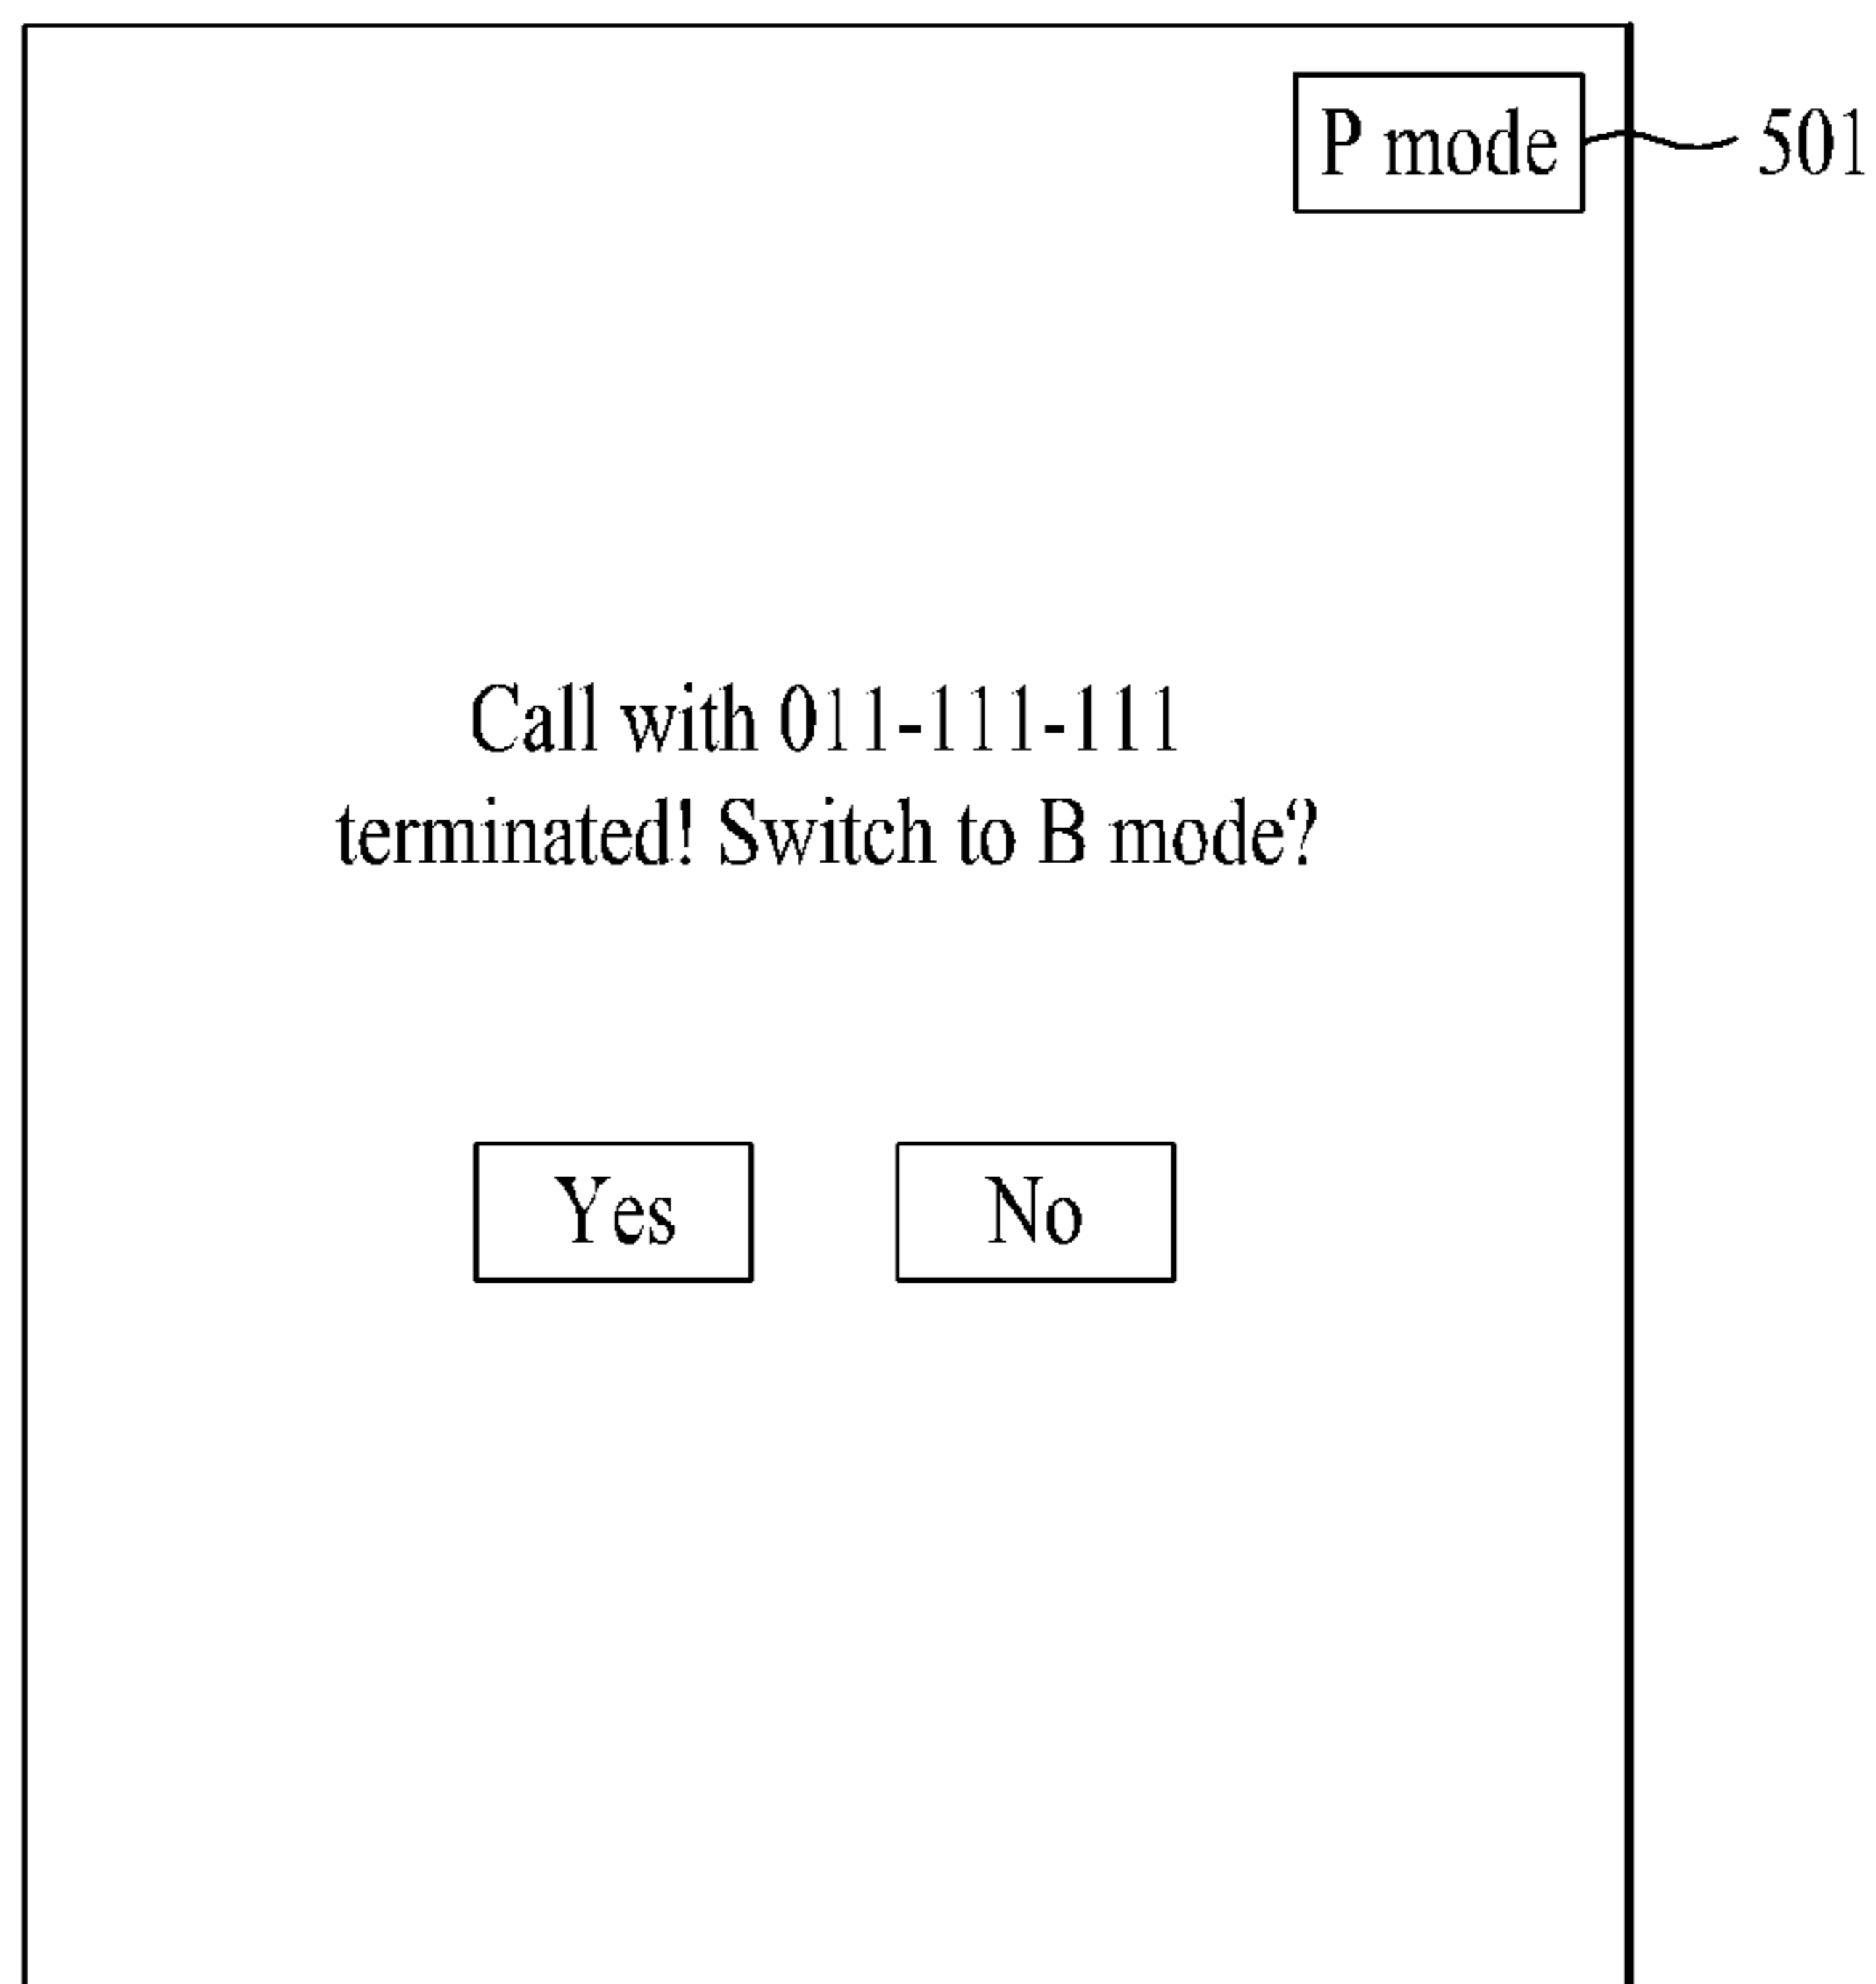 P mode 501
Call with 011-111-111
terminated! Switch to B mode?
Yes No